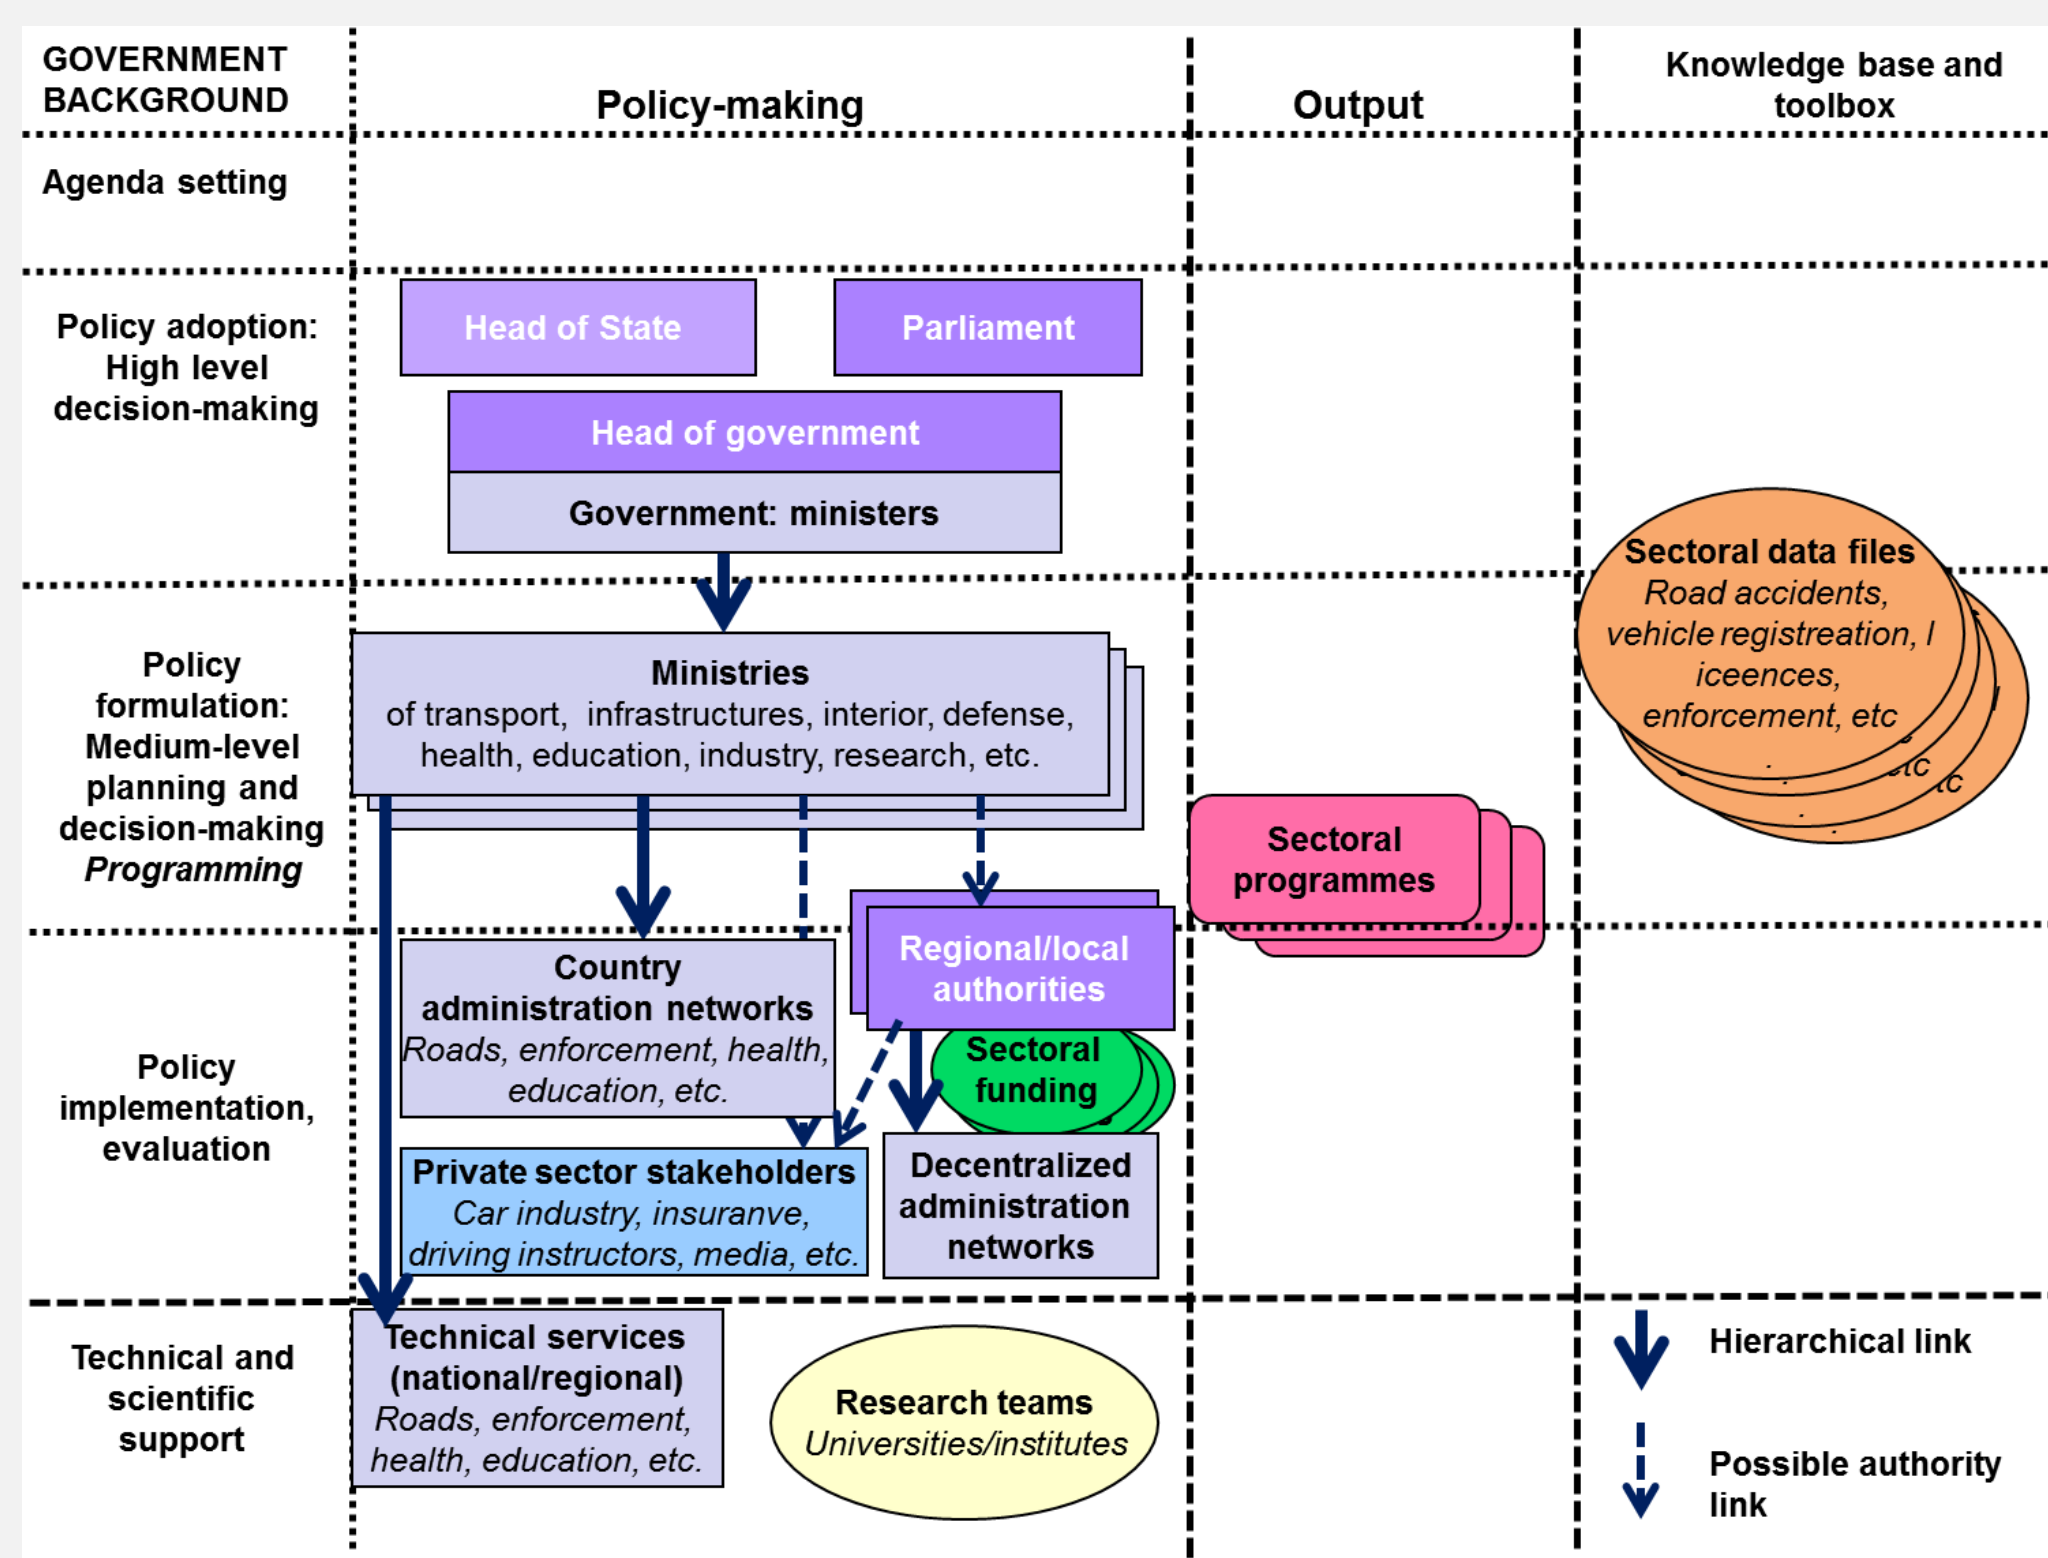 GOVERNMENT
BACKGROUND
Policy-making
Output
Knowledge base and
toolbox
Agenda setting
Policy adoption:
High level
decision-making
Head of State
Parliament
Head of government
Government: ministers
Sectoral data files
Road accidents,
vehicle registreation, l
iceences,
enforcement, etc
etc
tc
Policy
formulation:
Medium-level
planning and
decision-making
Programming
Ministries
of transport, infrastructures, interior, defense,
health, education, industry, research, etc.
Sectoral
programmes
Regional/local
authorities
Country
administration networks
Roads, enforcement, health,
education, etc.
Sectoral
funding
Policy
implementation,
evaluation
Private sector stakeholders
Car industry, insuranve,
driving instructors, media, etc.
Decentralized
administration
networks
Technical and
scientific
support
Technical services
(national/regional)
Roads, enforcement,
health, education, etc.
Research teams
Universities/institutes
Hierarchical link
Possible authority
link